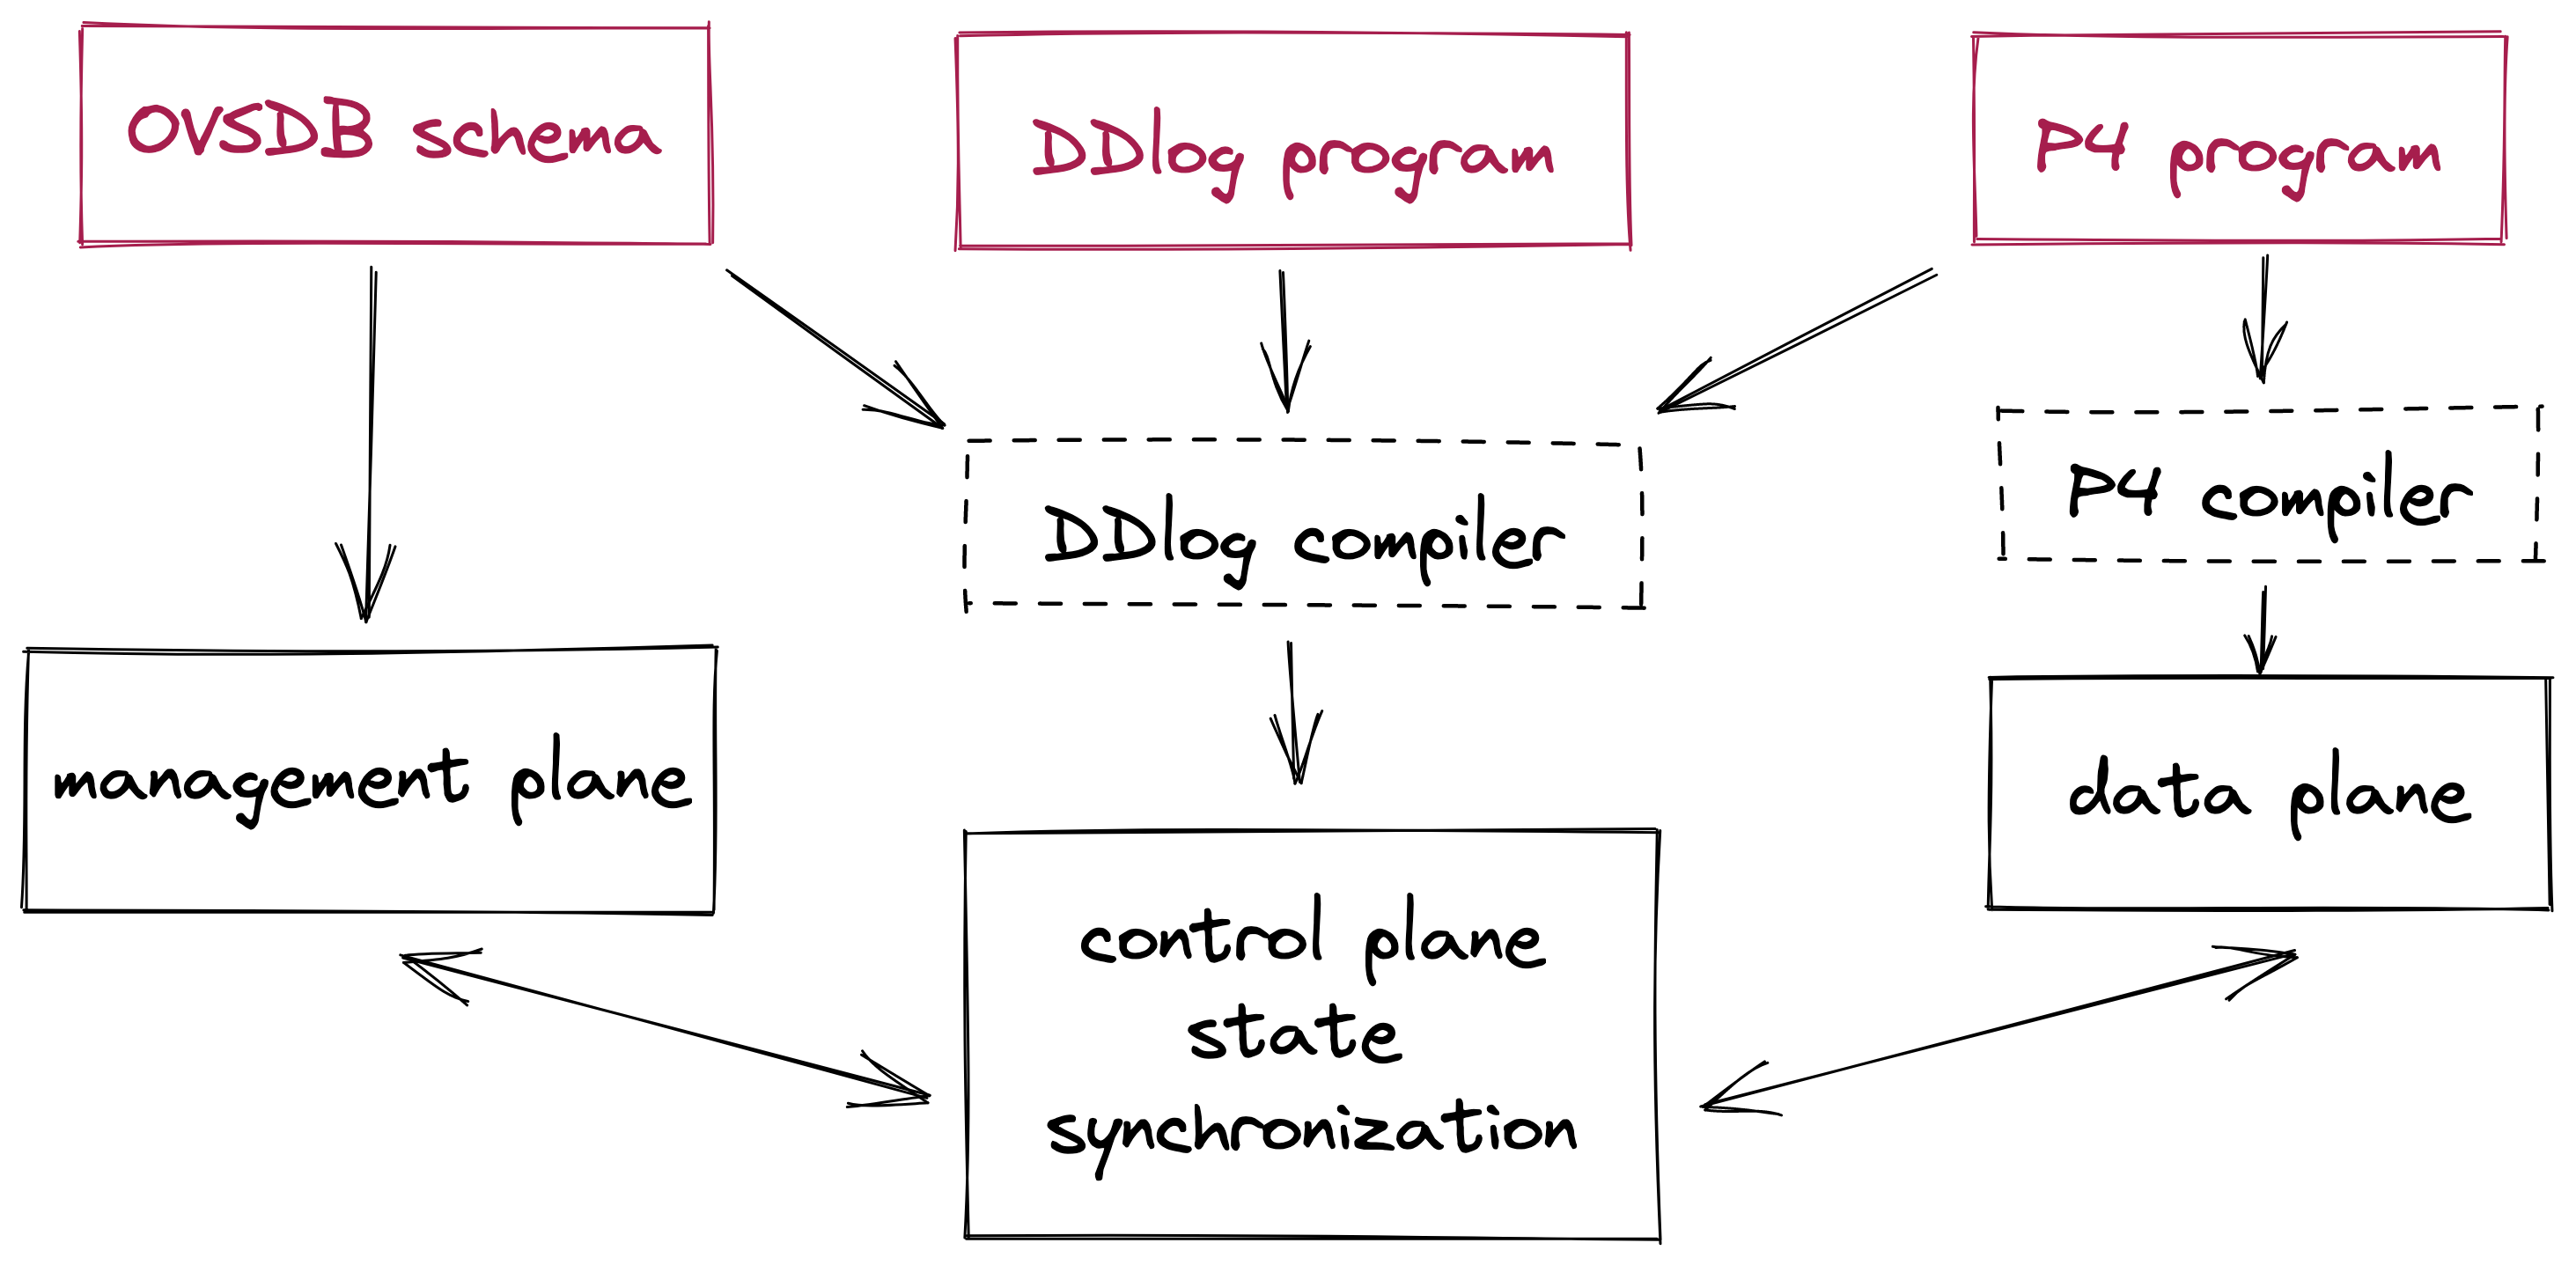 OVSDB schema
DDlog program
P4 program
DDlog compiler
P4 compiler
management plane
data plane
control plane
state
synchronization